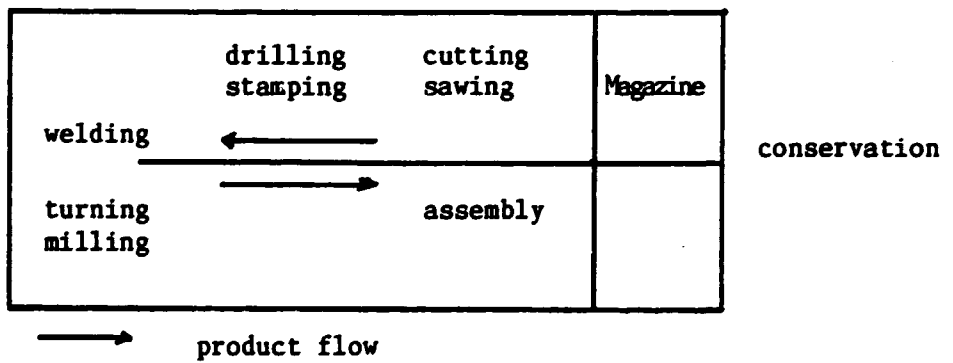 drilling cutting
stamping sawing Magazine
welding
conservation
turning assembly
milling
product flow